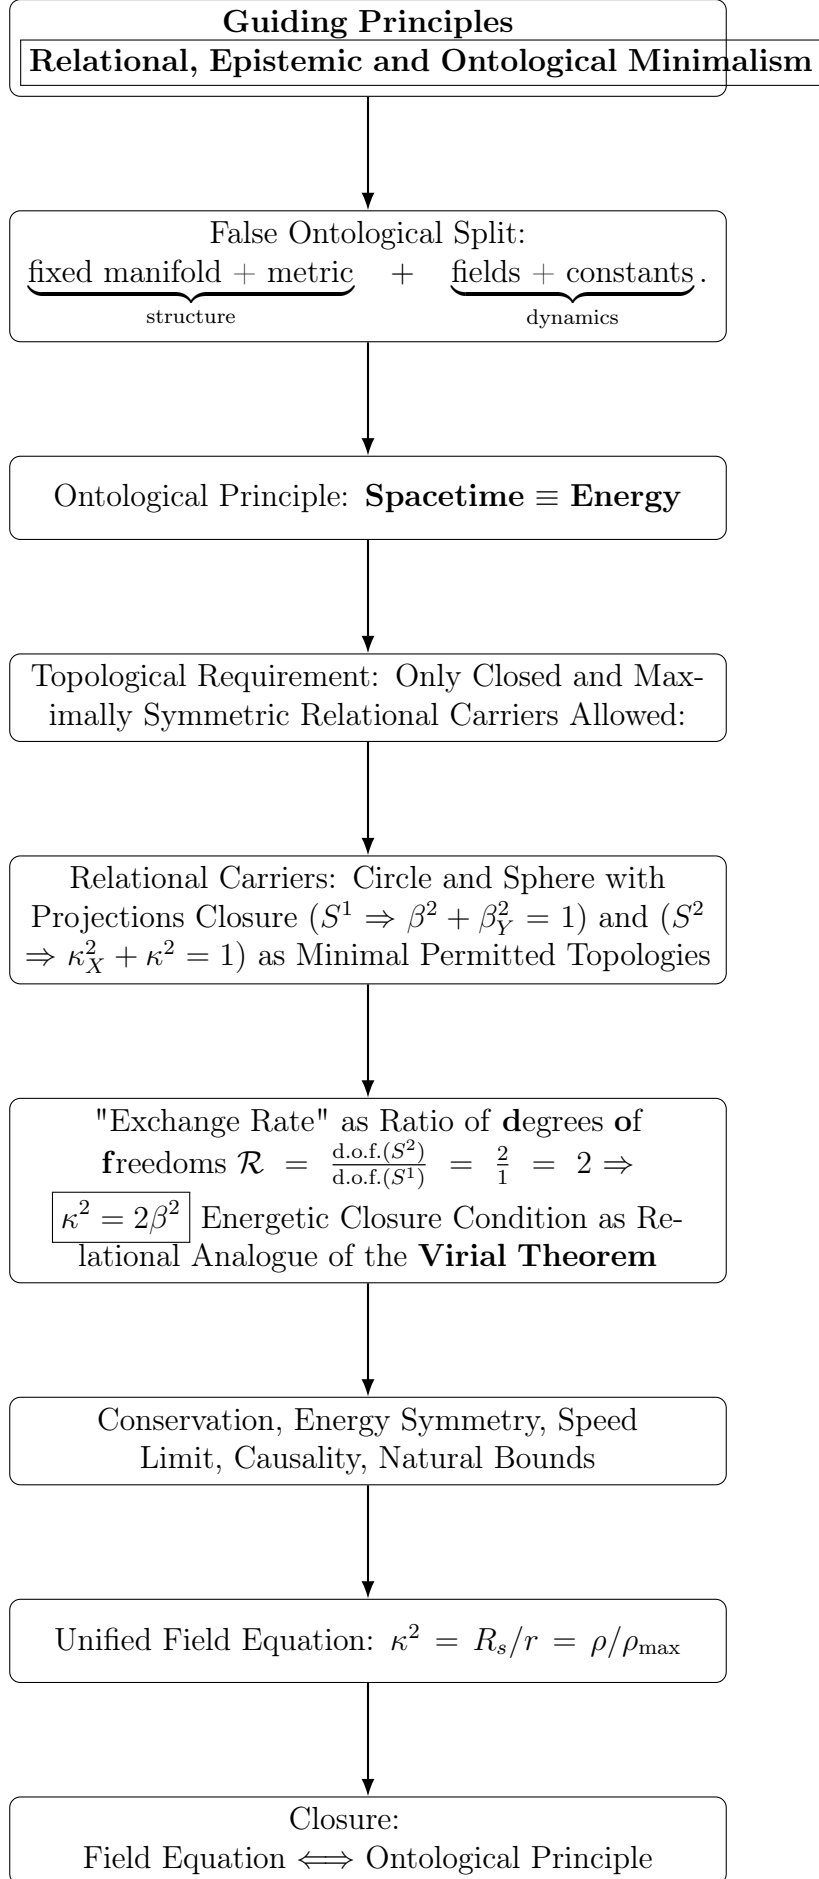 Guiding Principles
Relational, Epistemic and Ontological Minimalism
False Ontological Split:
fixed manifold + metric + fields + constants.
structure dynamics
Ontological Principle: Spacetime ≡ Energy
Topological Requirement: Only Closed and Max-
imally Symmetric Relational Carriers Allowed:
Relational Carriers: Circle and Sphere with
Projections Closure (S¹ ⇒ β² + β_Y² = 1) and (S²
⇒ κ_X² + κ² = 1) as Minimal Permitted Topologies
"Exchange Rate" as Ratio of degrees of
freedoms ℛ = d.o.f.(S²)/d.o.f.(S¹) = 2/1 = 2 ⇒
κ² = 2β² Energetic Closure Condition as Re-
lational Analogue of the Virial Theorem
Conservation, Energy Symmetry, Speed
Limit, Causality, Natural Bounds
Unified Field Equation: κ² = R_s/r = ρ/ρ_max
Closure:
Field Equation ⟺ Ontological Principle